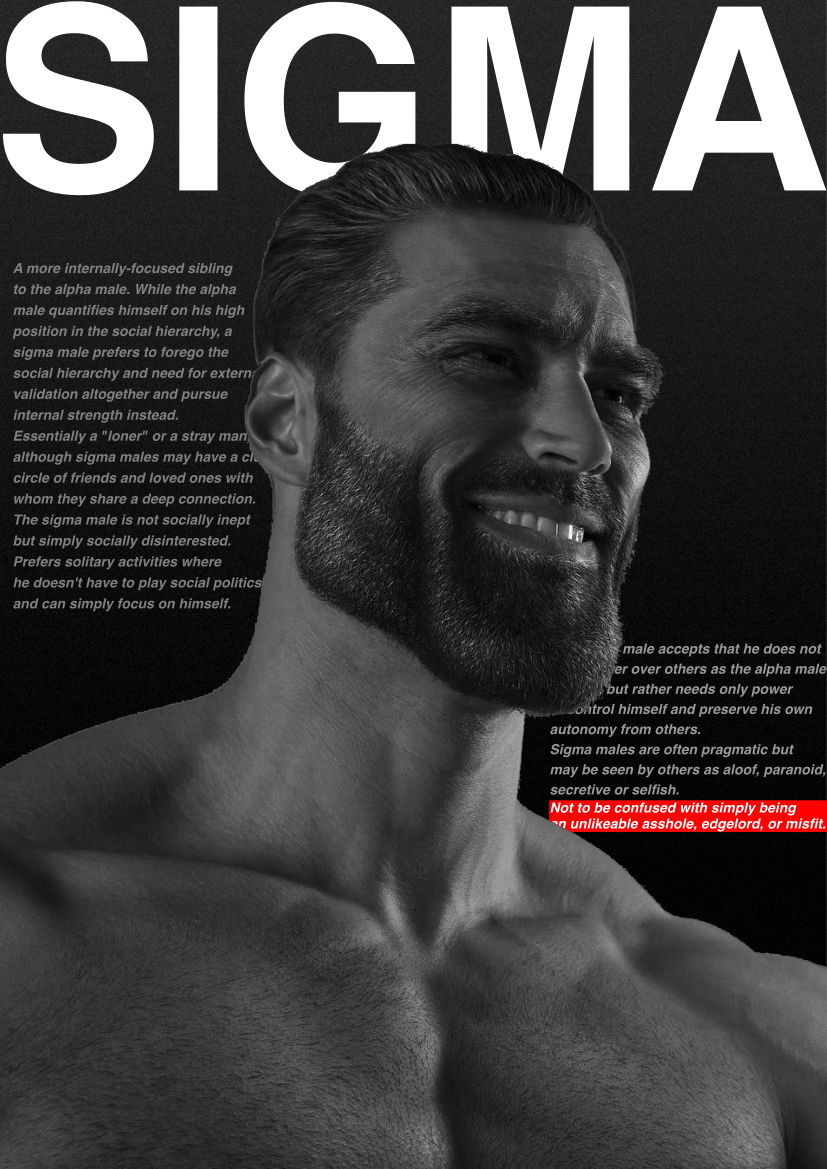 SIGMA
A more internally-focused sibling
to the alpha male. While the alpha
male quantifies himself on his high
position in the social hierarchy, a
sigma male prefers to forego the
social hierarchy and need for extern
validation altogether and pursue
internal strength instead.
Essentially a "loner" or a stray man,
although sigma males may have a cl
circle of friends and loved ones with
whom they share a deep connection.
The sigma male is not socially inept
but simply socially disinterested.
Prefers solitary activities where
he doesn't have to play social politics
and can simply focus on himself.
male accepts that he does not
er over others as the alpha male
but rather needs only power
control himself and preserve his own
autonomy from others.
Sigma males are often pragmatic but
may be seen by others as aloof, paranoid,
secretive or selfish.
Not to be confused with simply being
an unlikeable asshole, edgelord, or misfit.